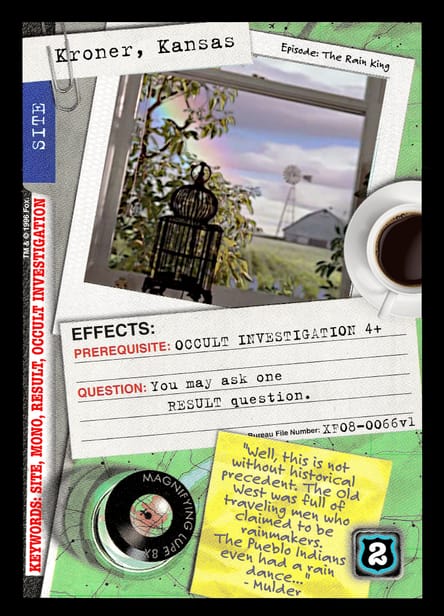 Kroner, Kansas
Episode: The Rain King
SITE
TM & © 1996 Fox.
KEYWORDS: SITE, MONO, RESULT, OCCULT INVESTIGATION
EFFECTS:
PREREQUISITE: OCCULT INVESTIGATION 4+
QUESTION: You may ask one
RESULT question.
Bureau File Number: XF08-0066v1
MAGNIFYING LUPE 8X
"Well, this is not
without historical
precedent. The Old
West was full of
traveling men who
claimed to be
rainmakers.
The Pueblo Indians
even had a rain
dance..."
- Mulder
2